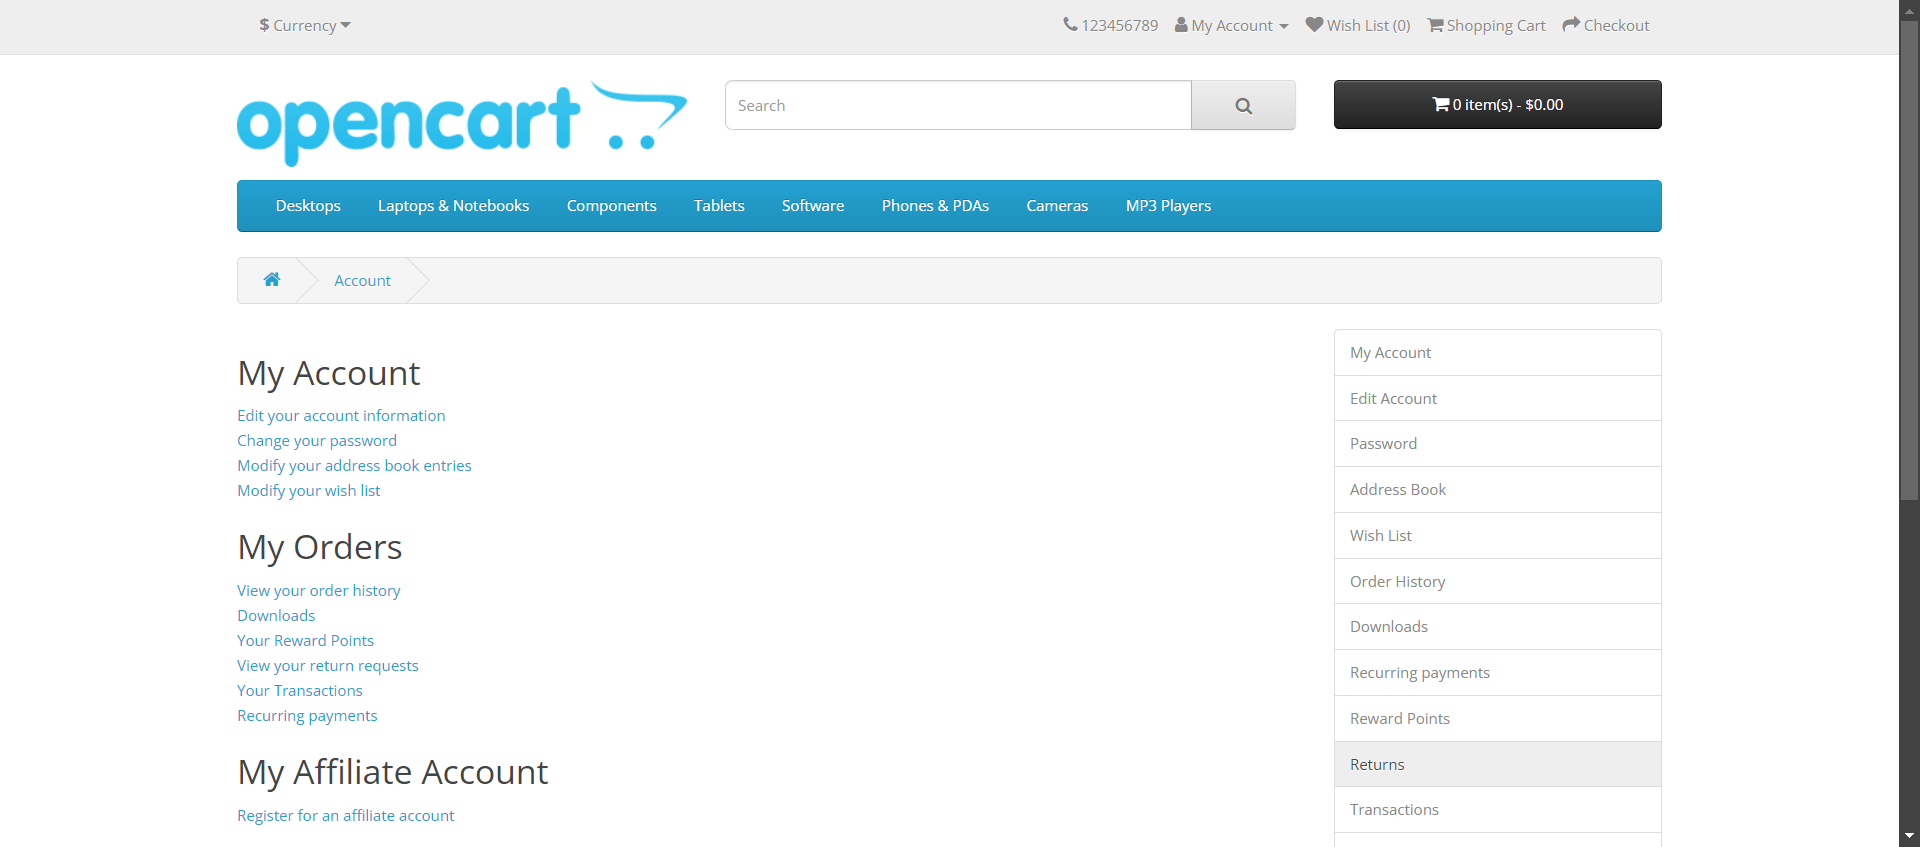 $ Currency
123456789 My Account Wish List (0) Shopping Cart Checkout
opencart
Search
0 item(s) - $0.00
Desktops Laptops & Notebooks Components Tablets Software Phones & PDAs Cameras MP3 Players
Account
My Account
Edit your account information
Change your password
Modify your address book entries
Modify your wish list
My Orders
View your order history
Downloads
Your Reward Points
View your return requests
Your Transactions
Recurring payments
My Affiliate Account
Register for an affiliate account
My Account
Edit Account
Password
Address Book
Wish List
Order History
Downloads
Recurring payments
Reward Points
Returns
Transactions